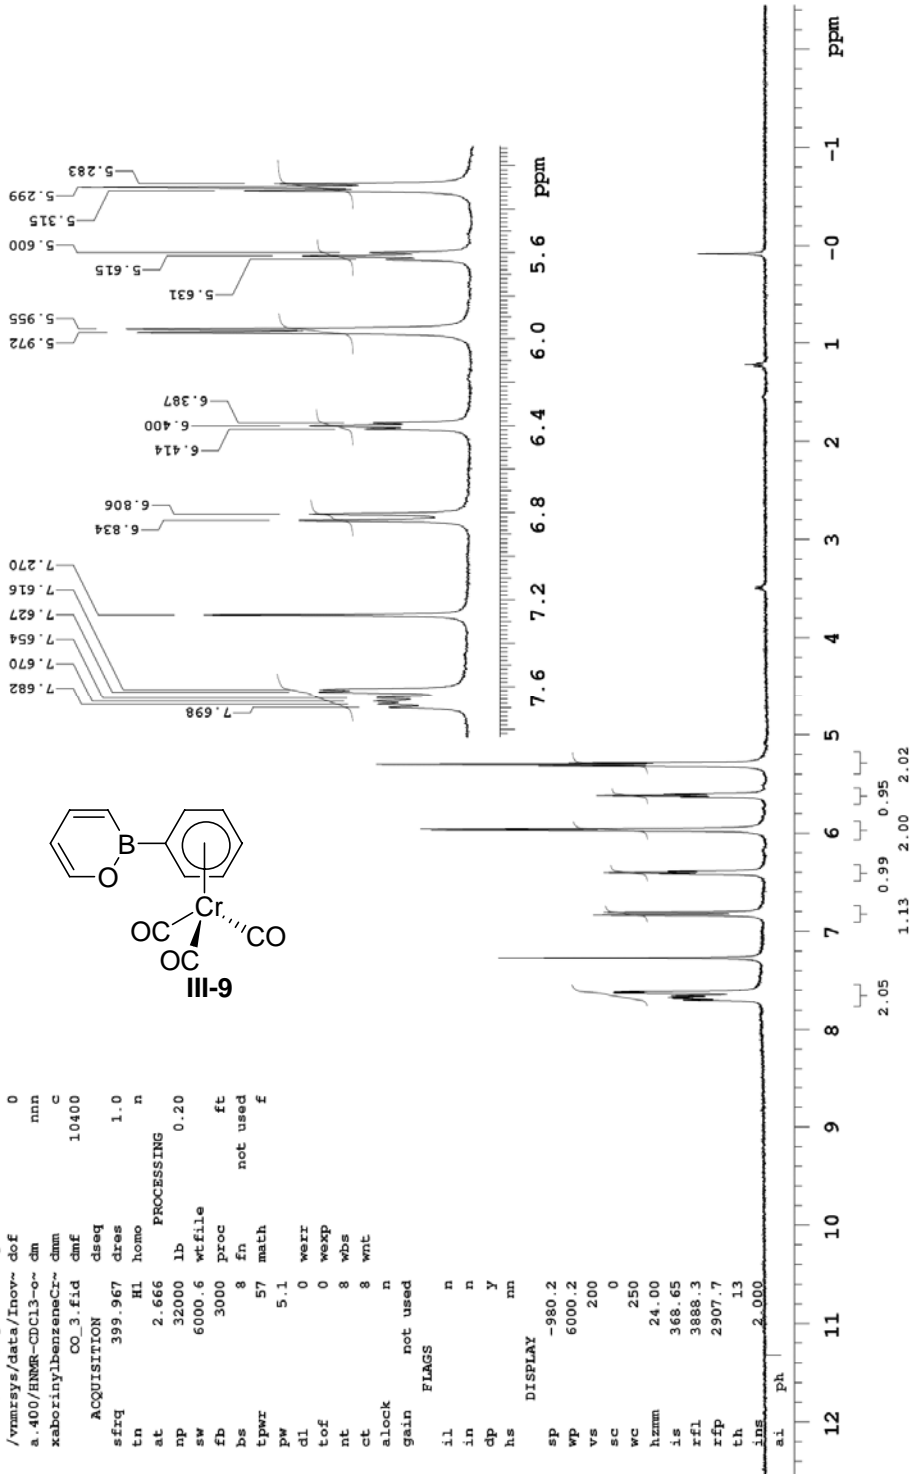 /vnmrsys/data/Inov~ dof 0
a.400/HNMR-CDCl3-o~ dm nnn
xaborinylbenzeneCr~ dmm c
CO_3.fid dmf 10400
ACQUISITION dseq
sfrq 399.967 dres 1.0
tn H1 homo n
at 2.666 PROCESSING
np 32000 lb 0.20
sw 6000.6 wtfile
fb 3000 proc ft
bs 8 fn not used
tpwr 57 math f
pw 5.1
d1 0 werr
tof 0 wexp
nt 8 wbs
ct 8 wnt
alock n
gain not used
FLAGS
il n
in n
dp y
hs nn
DISPLAY
sp -980.2
wp 6000.2
vs 200
sc 0
wc 250
hzmm 24.00
is 368.65
rfl 3888.3
rfp 2907.7
th 13
ins 2.000
ai ph
O
B
Cr
OC
CO
OC
III-9
7.698
7.682
7.670
7.654
7.627
7.616
7.270
6.834
6.806
6.414
6.400
6.387
5.972
5.955
5.631
5.615
5.600
5.315
5.299
5.283
7.6 7.2 6.8 6.4 6.0 5.6 ppm
12 11 10 9 8 7 6 5 4 3 2 1 -0 -1 ppm
2.05 1.13 0.99 2.00 0.95 2.02